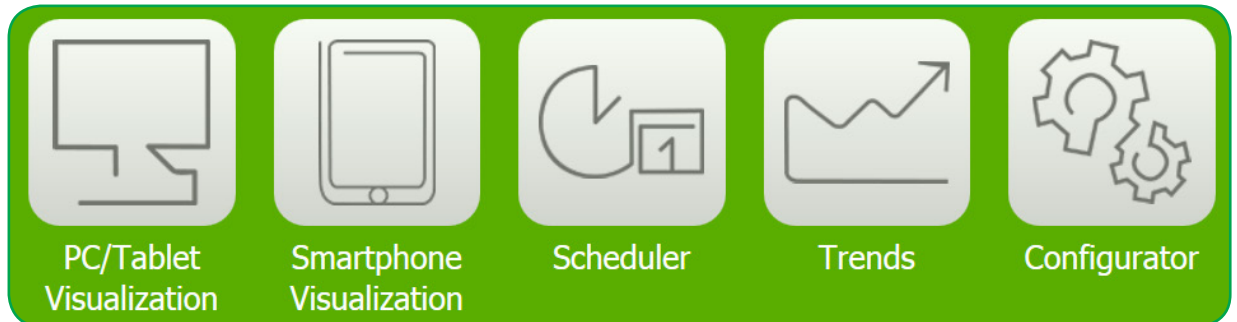 1
PC/Tablet
Visualization
Smartphone
Visualization
Scheduler
Trends
Configurator